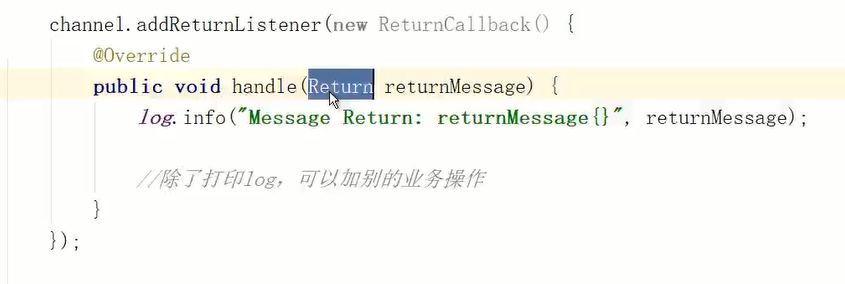 channel.addReturnListener(new ReturnCallback() {
@Override
public void handle(Return returnMessage) {
log.info("Message Return: returnMessage{}", returnMessage);
//除了打印log，可以加别的业务操作
}
});